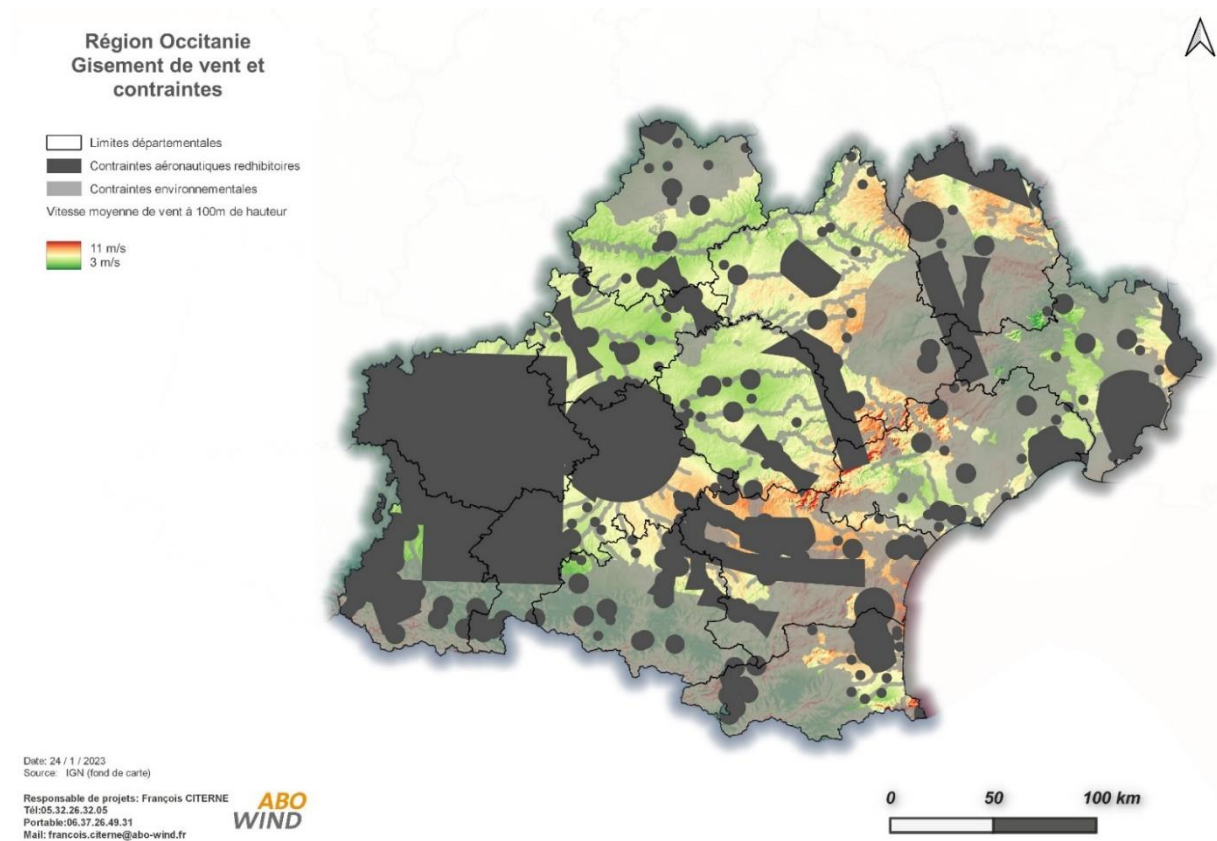 Région Occitanie
Gisement de vent et
contraintes
Limites départementales
Contraintes aéronautiques redhibitoires
Contraintes environnementales
Vitesse moyenne de vent à 100m de hauteur
11 m/s
3 m/s
Date: 24 / 1 / 2023
Source: IGN (fond de carte)
Responsable de projets: François CITERNE
Tél:05.32.26.32.05
Portable:06.37.26.49.31
Mail: francois.citerne@abo-wind.fr
ABO
WIND
0 50 100 km